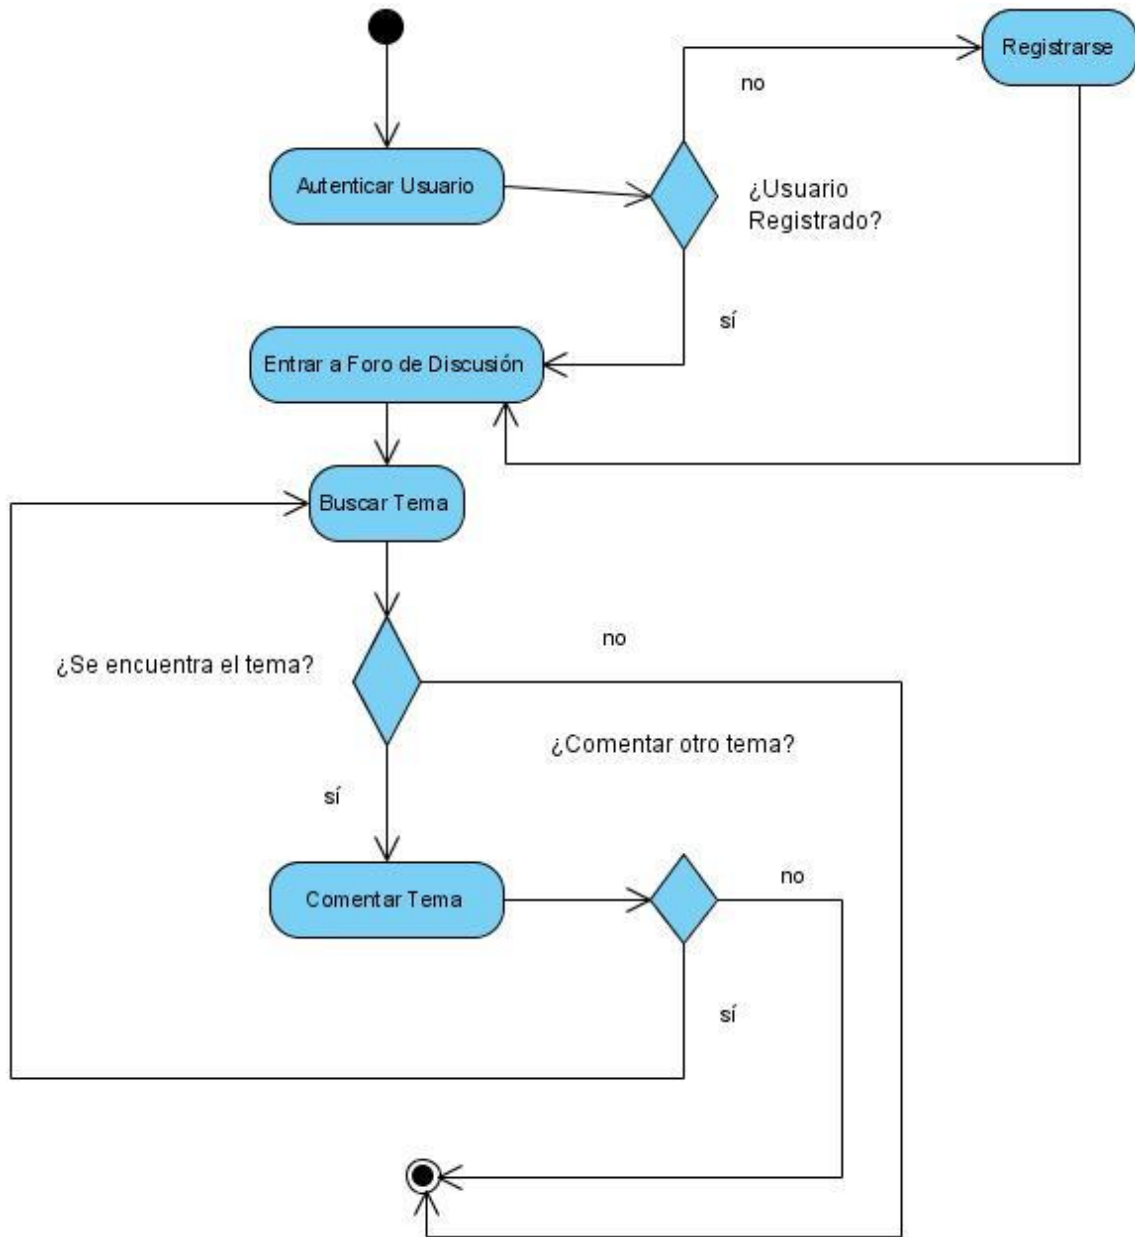 Registrarse
no
Autenticar Usuario
¿Usuario
Registrado?
sí
Entrar a Foro de Discusión
Buscar Tema
no
¿Se encuentra el tema?
¿Comentar otro tema?
sí
no
Comentar Tema
sí